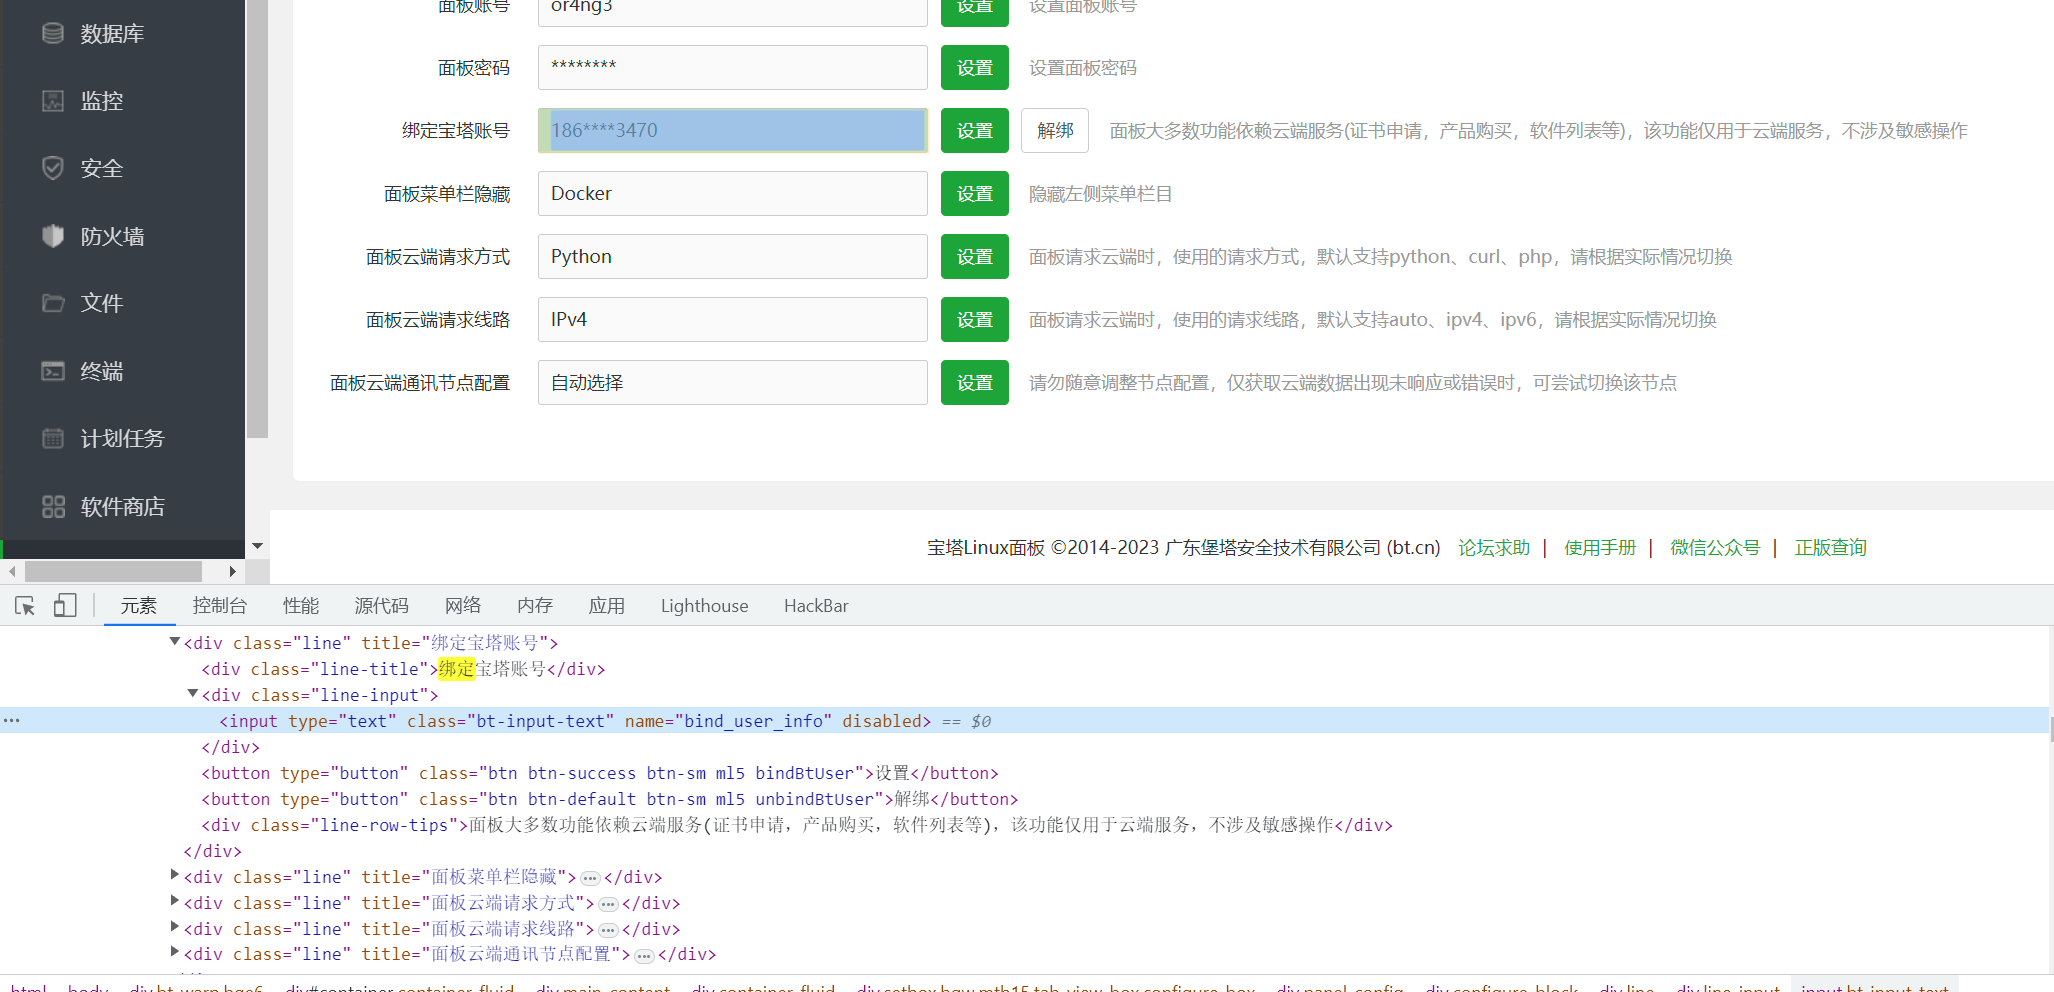 数据库
监控
安全
防火墙
文件
终端
计划任务
软件商店
面板账号 or4ng3 设置 设置面板账号
面板密码 ******** 设置 设置面板密码
绑定宝塔账号 186****3470 设置 解绑 面板大多数功能依赖云端服务(证书申请，产品购买，软件列表等)，该功能仅用于云端服务，不涉及敏感操作
面板菜单栏隐藏 Docker 设置 隐藏左侧菜单栏目
面板云端请求方式 Python 设置 面板请求云端时，使用的请求方式，默认支持python、curl、php，请根据实际情况切换
面板云端请求线路 IPv4 设置 面板请求云端时，使用的请求线路，默认支持auto、ipv4、ipv6，请根据实际情况切换
面板云端通讯节点配置 自动选择 设置 请勿随意调整节点配置，仅获取云端数据出现未响应或错误时，可尝试切换该节点
宝塔Linux面板 ©2014-2023 广东堡塔安全技术有限公司 (bt.cn) 论坛求助 | 使用手册 | 微信公众号 | 正版查询
元素 控制台 性能 源代码 网络 内存 应用 Lighthouse HackBar
<div class="line" title="绑定宝塔账号">
<div class="line-title">绑定宝塔账号</div>
<div class="line-input">
<input type="text" class="bt-input-text" name="bind_user_info" disabled> == $0
</div>
<button type="button" class="btn btn-success btn-sm ml5 bindBtUser">设置</button>
<button type="button" class="btn btn-default btn-sm ml5 unbindBtUser">解绑</button>
<div class="line-row-tips">面板大多数功能依赖云端服务(证书申请，产品购买，软件列表等)，该功能仅用于云端服务，不涉及敏感操作</div>
</div>
<div class="line" title="面板菜单栏隐藏">…</div>
<div class="line" title="面板云端请求方式">…</div>
<div class="line" title="面板云端请求线路">…</div>
<div class="line" title="面板云端通讯节点配置">…</div>
html body div.bt-warp.bge6 div#container.container-fluid div.main-content div.container-fluid div.setbox.bgw.mtb15.tab-view-box.configure-box div.panel-config div.configure-block div.line div.line-input input.bt-input-text